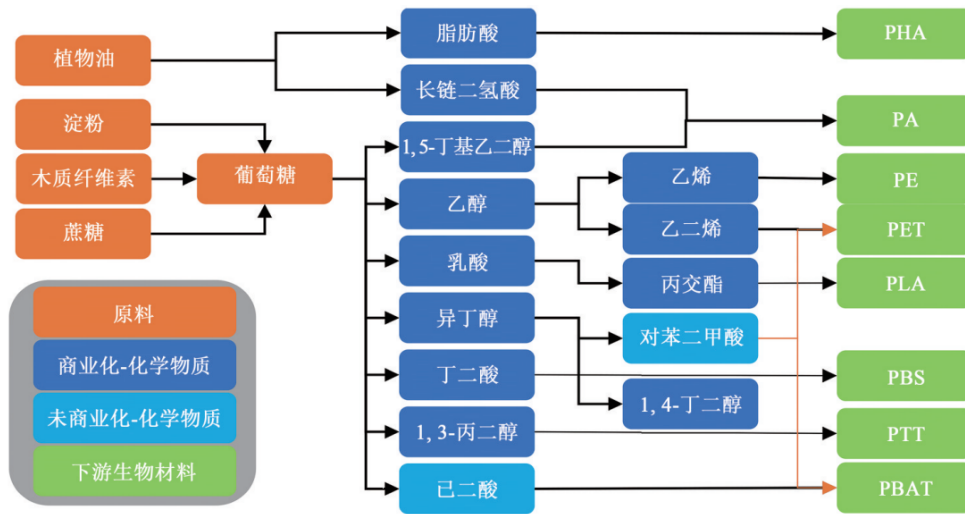 植物油
淀粉
木质纤维素
蔗糖
葡萄糖
脂肪酸
长链二氢酸
1,5-丁基乙二醇
乙醇
乳酸
异丁醇
丁二酸
1,3-丙二醇
已二酸
乙烯
乙二烯
丙交酯
对苯二甲酸
1,4-丁二醇
PHA
PA
PE
PET
PLA
PBS
PTT
PBAT
原料
商业化-化学物质
未商业化-化学物质
下游生物材料